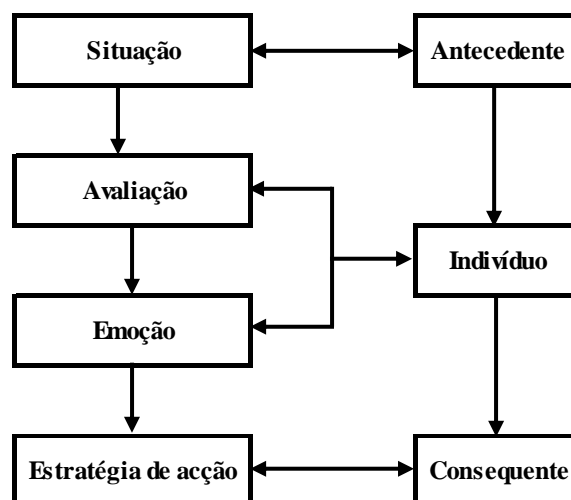 Situação
Antecedente
Avaliação
Indivíduo
Emoção
Estratégia de acção
Consequente